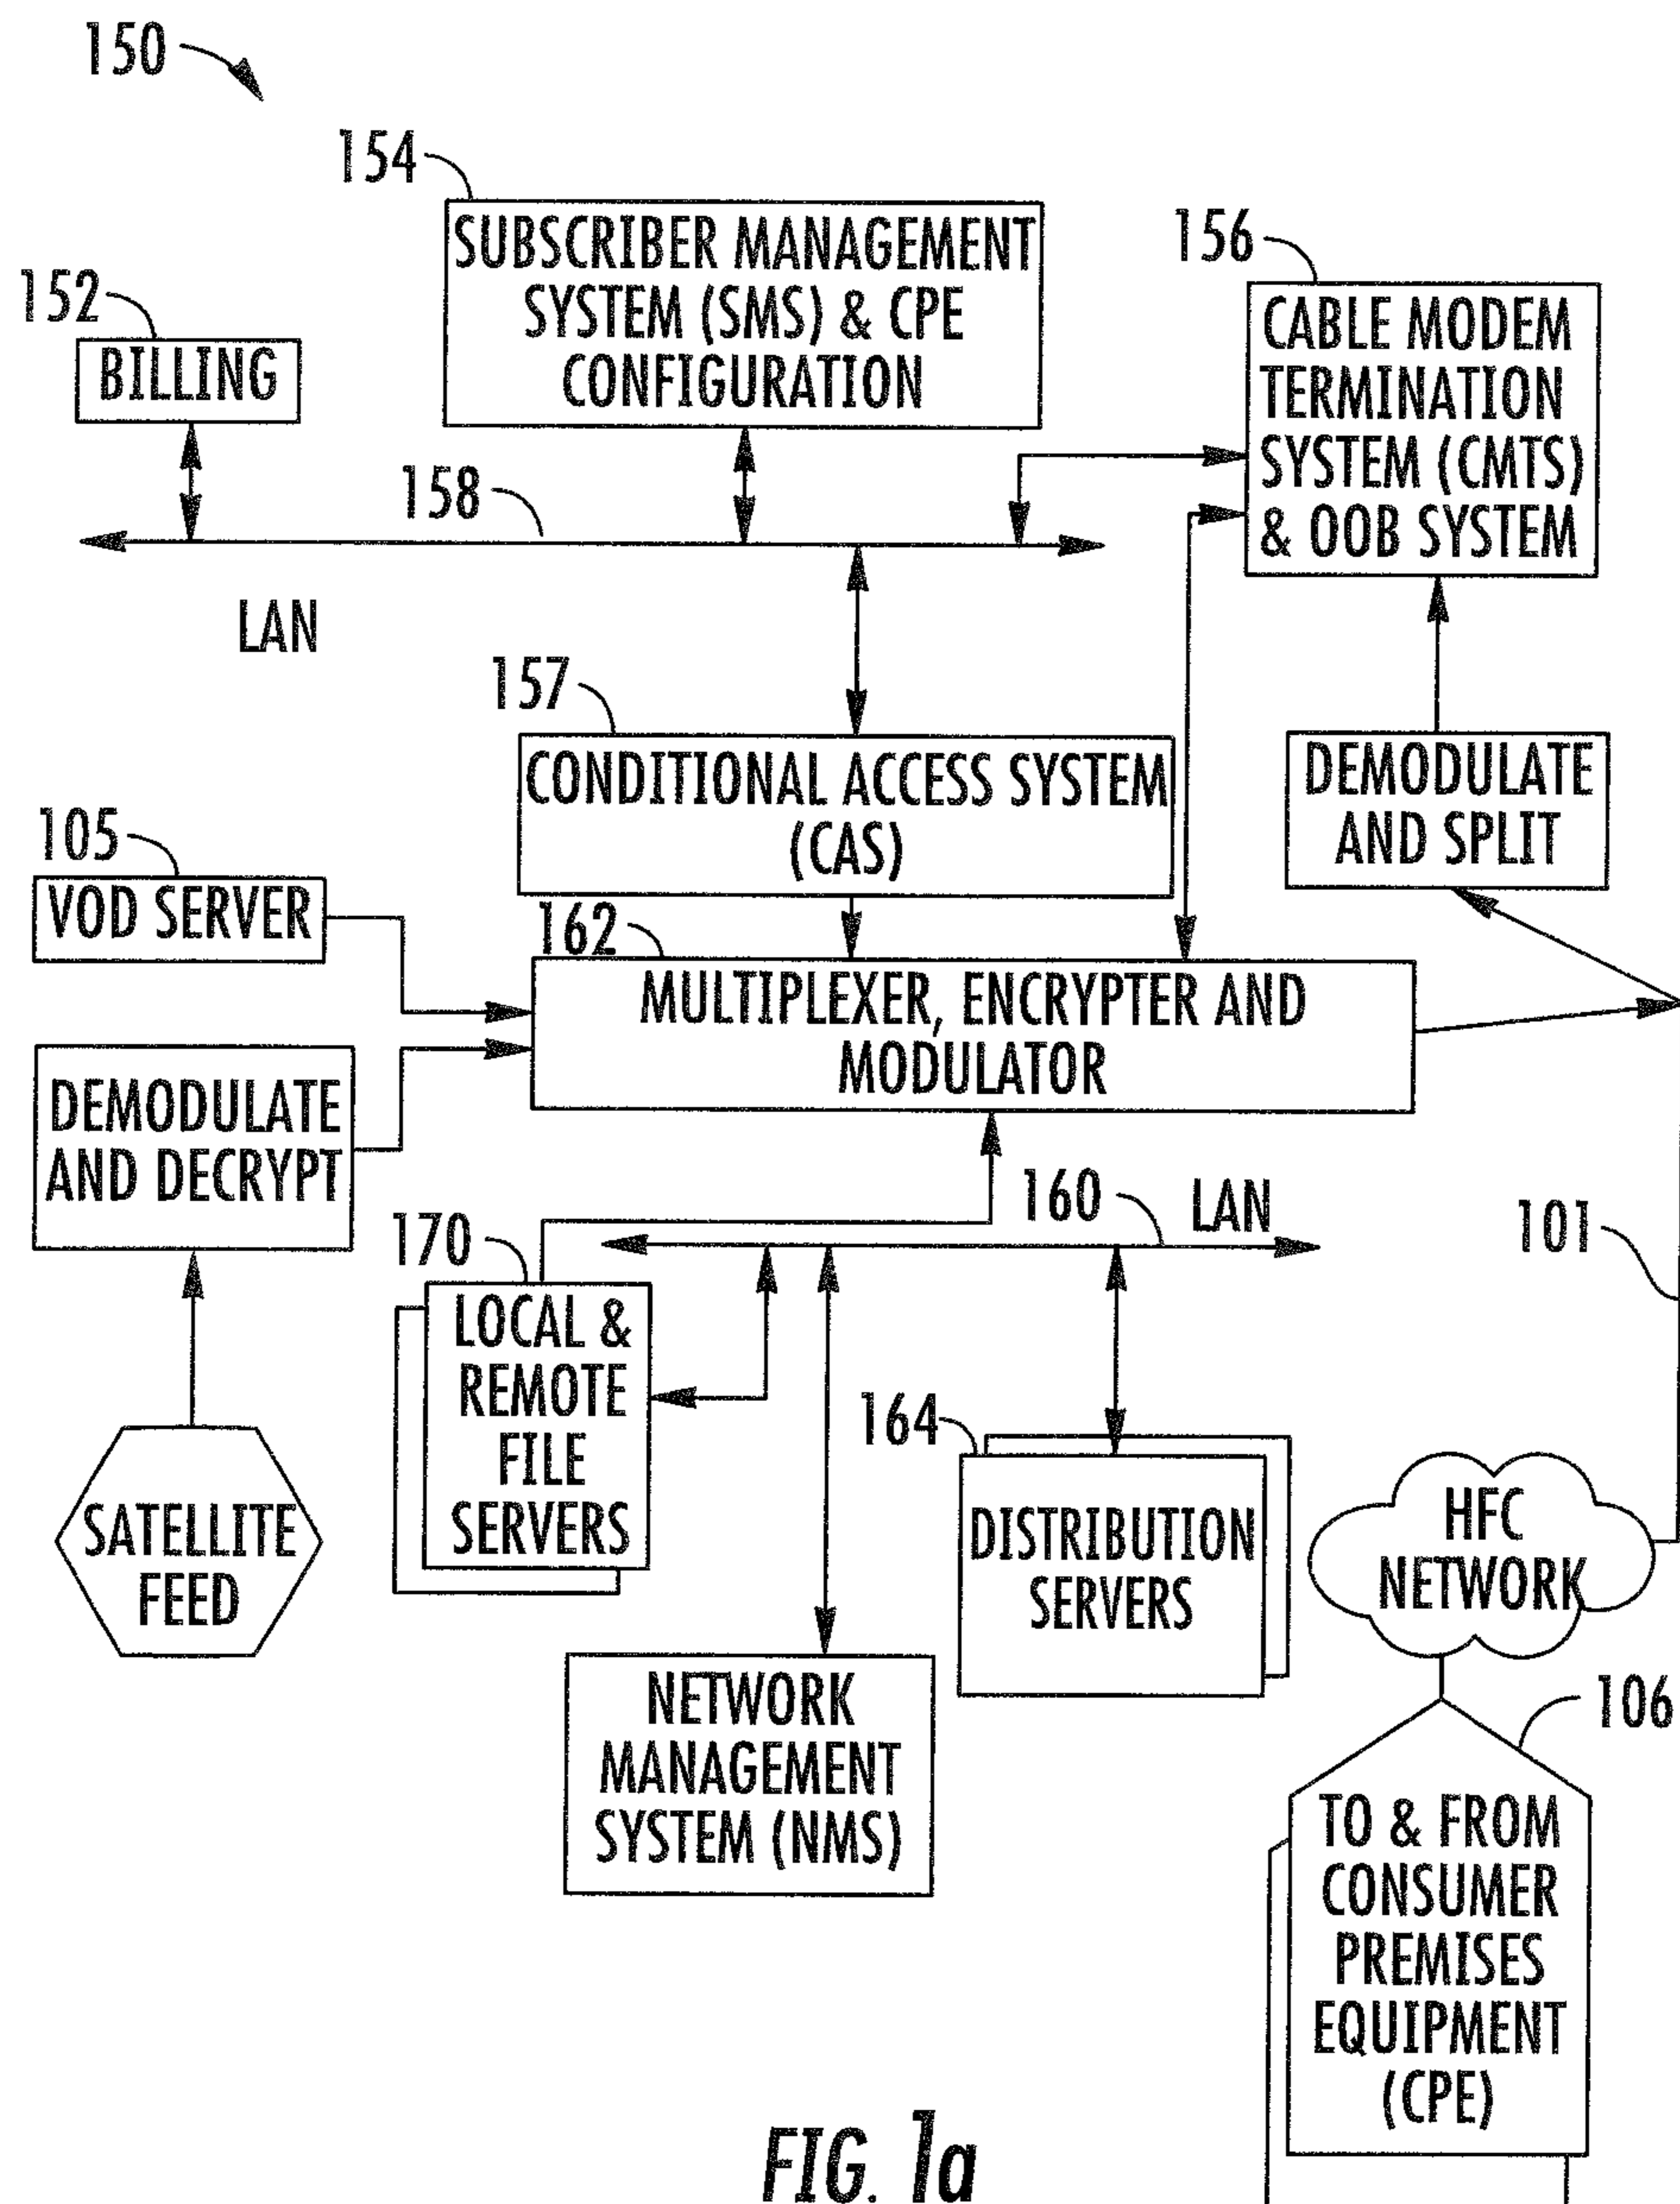 150
154
SUBSCRIBER MANAGEMENT
SYSTEM (SMS) & CPE
CONFIGURATION
156
CABLE MODEM
TERMINATION
SYSTEM (CMTS)
& OOB SYSTEM
152
BILLING
158
LAN
157
CONDITIONAL ACCESS SYSTEM
(CAS)
DEMODULATE
AND SPLIT
105
VOD SERVER
162
MULTIPLEXER, ENCRYPTER AND
MODULATOR
DEMODULATE
AND DECRYPT
160
LAN
101
170
LOCAL &
REMOTE
FILE
SERVERS
164
DISTRIBUTION
SERVERS
HFC
NETWORK
SATELLITE
FEED
NETWORK
MANAGEMENT
SYSTEM (NMS)
106
TO & FROM
CONSUMER
PREMISES
EQUIPMENT
(CPE)
FIG. 1a